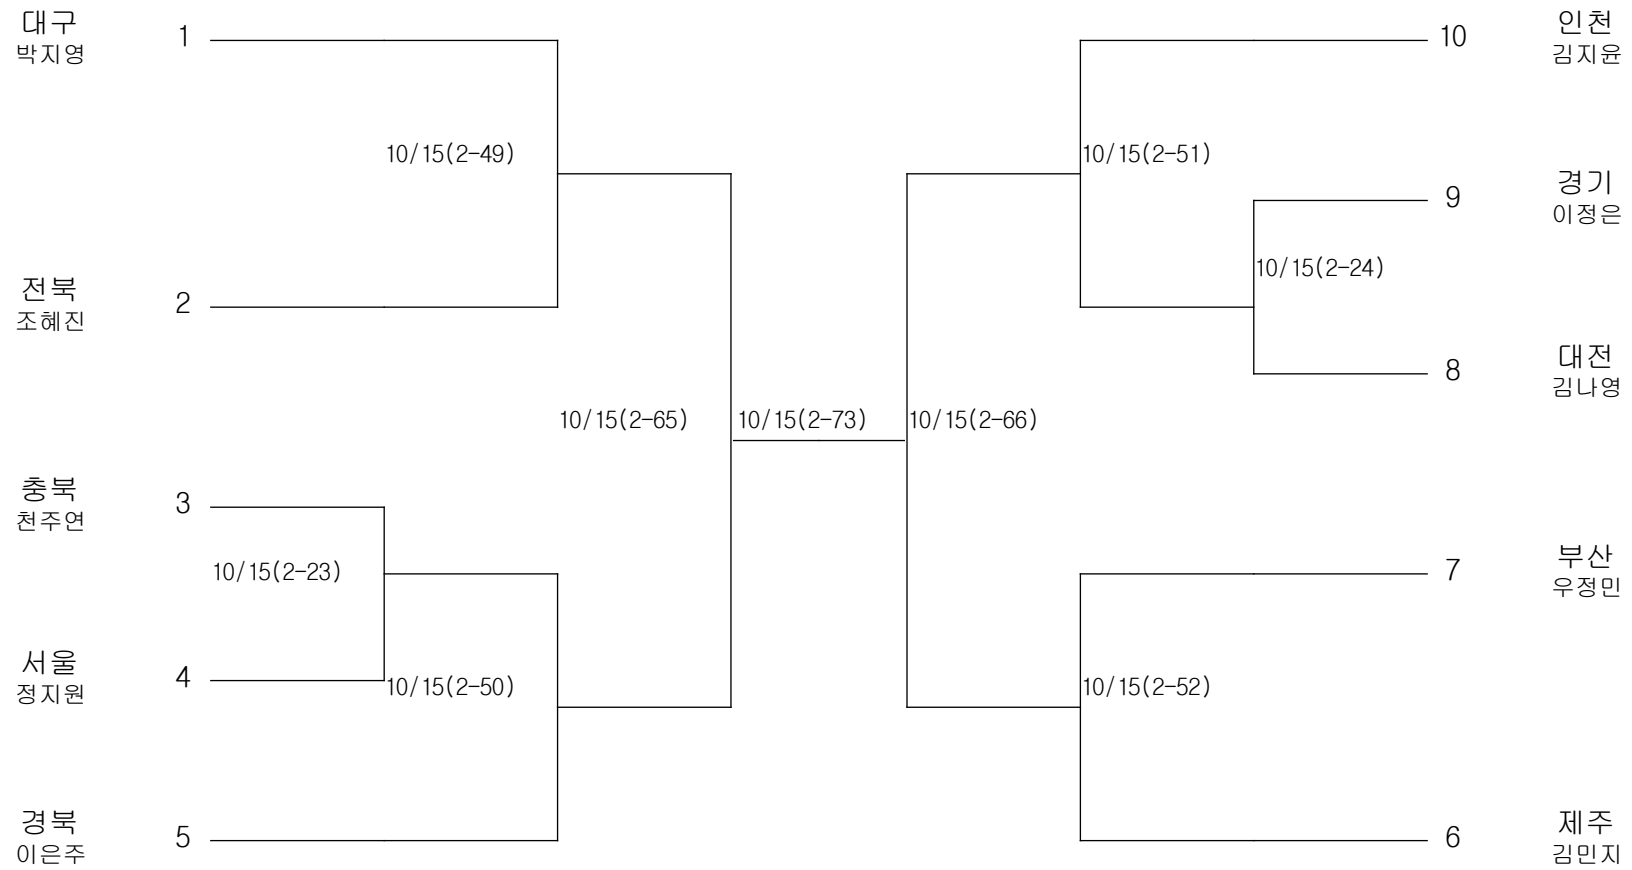 대구
박지영
1
10
인천
김지윤
10/15(2-49)
10/15(2-51)
9
경기
이정은
10/15(2-24)
전북
조혜진
2
8
대전
김나영
10/15(2-65)
10/15(2-73)
10/15(2-66)
충북
천주연
3
10/15(2-23)
7
부산
우정민
서울
정지원
4
10/15(2-50)
10/15(2-52)
경북
이은주
5
6
제주
김민지